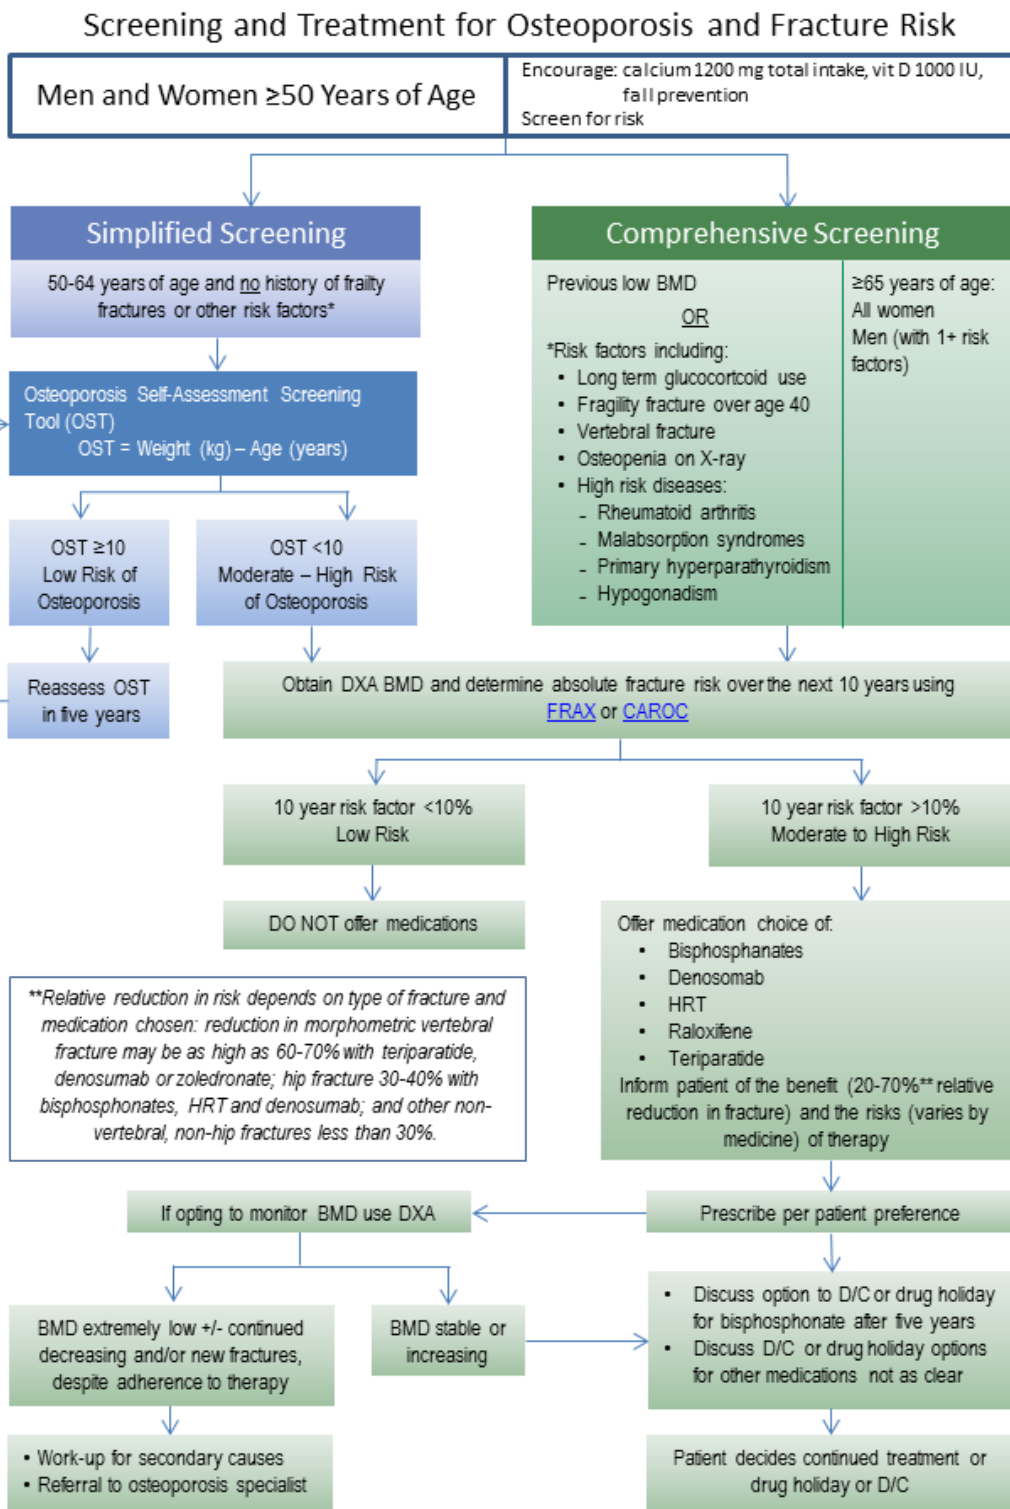 Screening and Treatment for Osteoporosis and Fracture Risk
Men and Women ≥50 Years of Age
Encourage: calcium 1200 mg total intake, vit D 1000 IU,
fall prevention
Screen for risk
Simplified Screening
50-64 years of age and no history of frailty
fractures or other risk factors*
Osteoporosis Self-Assessment Screening
Tool (OST)
OST = Weight (kg) – Age (years)
OST ≥10
Low Risk of
Osteoporosis
OST <10
Moderate – High Risk
of Osteoporosis
Reassess OST
in five years
Comprehensive Screening
Previous low BMD
OR
*Risk factors including:
• Long term glucocortcoid use
• Fragility fracture over age 40
• Vertebral fracture
• Osteopenia on X-ray
• High risk diseases:
- Rheumatoid arthritis
- Malabsorption syndromes
- Primary hyperparathyroidism
- Hypogonadism
≥65 years of age:
All women
Men (with 1+ risk
factors)
Obtain DXA BMD and determine absolute fracture risk over the next 10 years using
FRAX or CAROC
10 year risk factor <10%
Low Risk
10 year risk factor >10%
Moderate to High Risk
DO NOT offer medications
Offer medication choice of:
• Bisphosphanates
• Denosomab
• HRT
• Raloxifene
• Teriparatide
Inform patient of the benefit (20-70%** relative
reduction in fracture) and the risks (varies by
medicine) of therapy
**Relative reduction in risk depends on type of fracture and
medication chosen: reduction in morphometric vertebral
fracture may be as high as 60-70% with teriparatide,
denosumab or zoledronate; hip fracture 30-40% with
bisphosphonates, HRT and denosumab; and other non-
vertebral, non-hip fractures less than 30%.
If opting to monitor BMD use DXA
Prescribe per patient preference
BMD extremely low +/- continued
decreasing and/or new fractures,
despite adherence to therapy
BMD stable or
increasing
• Discuss option to D/C or drug holiday
for bisphosphonate after five years
• Discuss D/C or drug holiday options
for other medications not as clear
• Work-up for secondary causes
• Referral to osteoporosis specialist
Patient decides continued treatment or
drug holiday or D/C